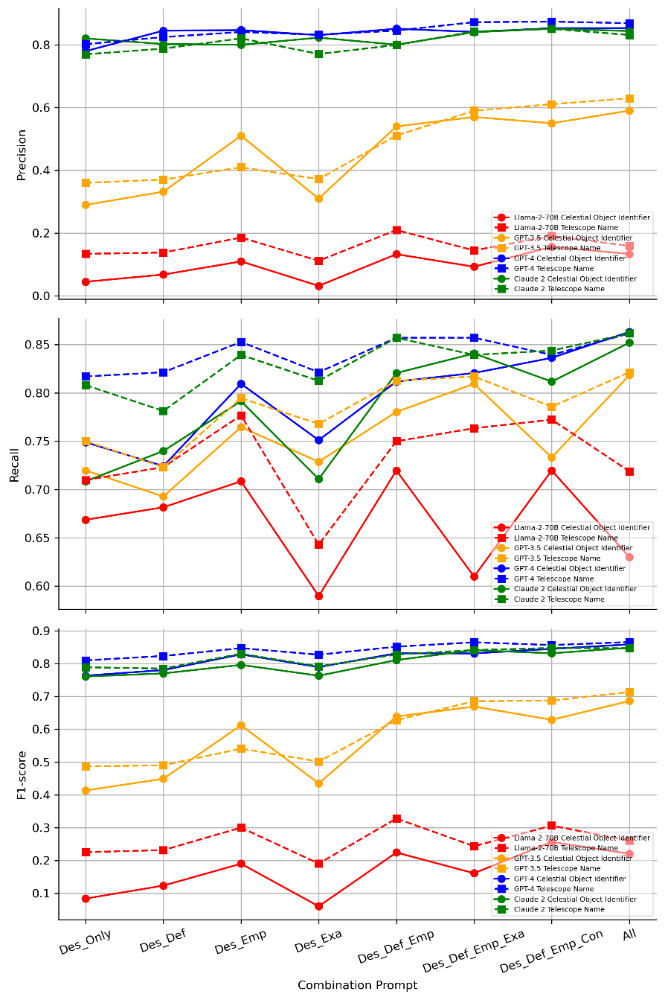 Precision
0.8
0.6
0.4
0.2
0.0
Llama-2-70B Celestial Object Identifier
Llama-2-70B Telescope Name
GPT-3.5 Celestial Object Identifier
GPT-3.5 Telescope Name
GPT-4 Celestial Object Identifier
GPT-4 Telescope Name
Claude 2 Celestial Object Identifier
Claude 2 Telescope Name
Recall
0.85
0.80
0.75
0.70
0.65
0.60
Llama-2-70B Celestial Object Identifier
Llama-2-70B Telescope Name
GPT-3.5 Celestial Object Identifier
GPT-3.5 Telescope Name
GPT-4 Celestial Object Identifier
GPT-4 Telescope Name
Claude 2 Celestial Object Identifier
Claude 2 Telescope Name
F1-score
0.9
0.8
0.7
0.6
0.5
0.4
0.3
0.2
0.1
Llama-2-70B Celestial Object Identifier
Llama-2-70B Telescope Name
GPT-3.5 Celestial Object Identifier
GPT-3.5 Telescope Name
GPT-4 Celestial Object Identifier
GPT-4 Telescope Name
Claude 2 Celestial Object Identifier
Claude 2 Telescope Name
Des_Only
Des_Def
Des_Emp
Des_Exa
Des_Def_Emp
Des_Def_Emp_Exa
Des_Def_Emp_Con
All
Combination Prompt